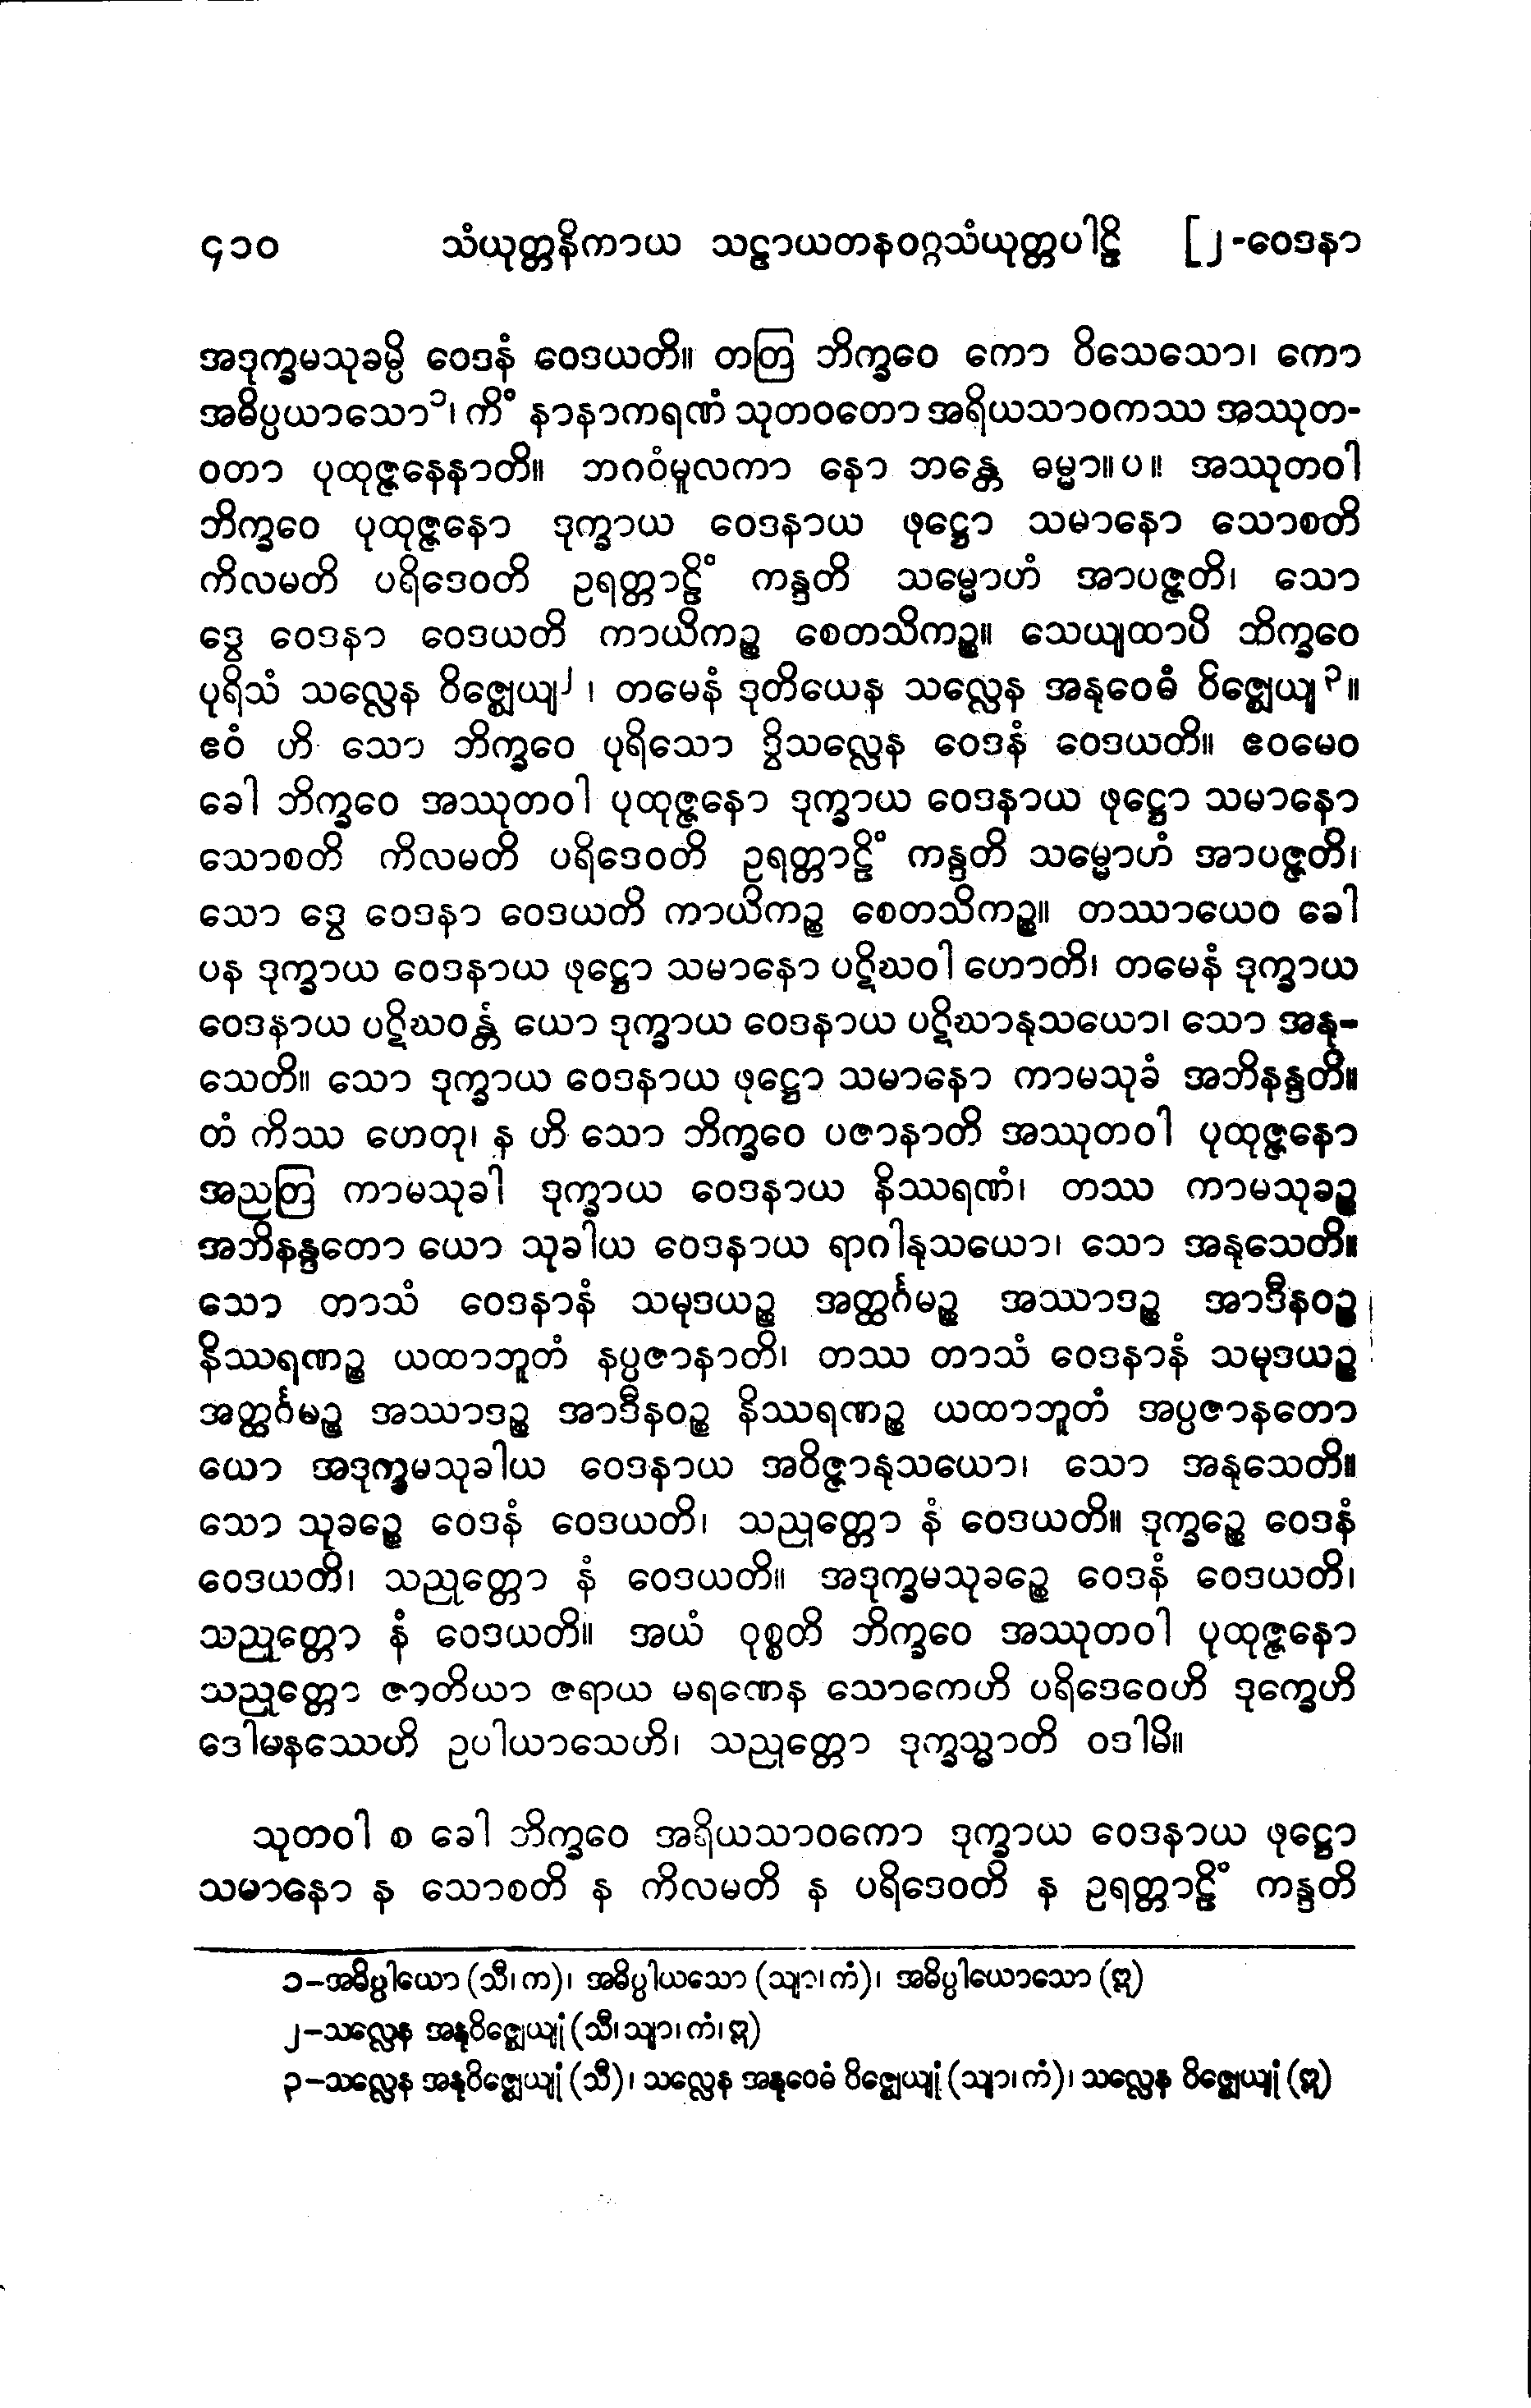 ၄၁၀ သံယုတ္တနိကာယ သဠာယတနဝဂ္ဂသံယုတ္တပါဠိ [၂-ဝေဒနာ
အဒုက္ခမသုခမ္ပိ ဝေဒနံ ဝေဒယတိ။ တတြ ဘိက္ခဝေ ကော ဝိသေသော၊ ကော
အဓိပ္ပယာသော၁၊ ကိံ နာနာကရဏံ သုတဝတော အရိယသာဝကဿ အဿုတ-
ဝတာ ပုထုဇ္ဇနေနာတိ။ ဘဂဝံမူလကာ နော ဘန္တေ ဓမ္မာ။ပ။ အဿုတဝါ
ဘိက္ခဝေ ပုထုဇ္ဇနော ဒုက္ခာယ ဝေဒနာယ ဖုဋ္ဌော သမာနော သောစတိ
ကိလမတိ ပရိဒေဝတိ ဥရတ္တာဠိံ ကန္ဒတိ သမ္မောဟံ အာပဇ္ဇတိ၊ သော
ဒွေ ဝေဒနာ ဝေဒယတိ ကာယိကဉ္စ စေတသိကဉ္စ။ သေယျထာပိ ဘိက္ခဝေ
ပုရိသံ သလ္လေန ဝိဇ္ဈေယျ၂၊ တမေနံ ဒုတိယေန သလ္လေန အနုဝေဓံ ဝိဇ္ဈေယျ၃။
ဧဝံ ဟိ သော ဘိက္ခဝေ ပုရိသော ဒွိသလ္လေန ဝေဒနံ ဝေဒယတိ။ ဧဝမေဝ
ခေါ ဘိက္ခဝေ အဿုတဝါ ပုထုဇ္ဇနော ဒုက္ခာယ ဝေဒနာယ ဖုဋ္ဌော သမာနော
သောစတိ ကိလမတိ ပရိဒေဝတိ ဥရတ္တာဠိံ ကန္ဒတိ သမ္မောဟံ အာပဇ္ဇတိ၊
သော ဒွေ ဝေဒနာ ဝေဒယတိ ကာယိကဉ္စ စေတသိကဉ္စ။ တဿာယေဝ ခေါ
ပန ဒုက္ခာယ ဝေဒနာယ ဖုဋ္ဌော သမာနော ပဋိဃဝါ ဟောတိ၊ တမေနံ ဒုက္ခာယ
ဝေဒနာယ ပဋိဃဝန္တံ ယော ဒုက္ခာယ ဝေဒနာယ ပဋိဃာနုသယော၊ သော အနု-
သေတိ။ သော ဒုက္ခာယ ဝေဒနာယ ဖုဋ္ဌော သမာနော ကာမသုခံ အဘိနန္ဒတိ။
တံ ကိဿ ဟေတု၊ န ဟိ သော ဘိက္ခဝေ ပဇာနာတိ အဿုတဝါ ပုထုဇ္ဇနော
အညတြ ကာမသုခါ ဒုက္ခာယ ဝေဒနာယ နိဿရဏံ၊ တဿ ကာမသုခဉ္စ
အဘိနန္ဒတော ယော သုခါယ ဝေဒနာယ ရာဂါနုသယော၊ သော အနုသေတိ။
သော တာသံ ဝေဒနာနံ သမုဒယဉ္စ အတ္ထင်္ဂမဉ္စ အဿာဒဉ္စ အာဒီနဝဉ္စ
နိဿရဏဉ္စ ယထာဘူတံ နပ္ပဇာနာတိ၊ တဿ တာသံ ဝေဒနာနံ သမုဒယဉ္စ
အတ္ထင်္ဂမဉ္စ အဿာဒဉ္စ အာဒီနဝဉ္စ နိဿရဏဉ္စ ယထာဘူတံ အပ္ပဇာနတော
ယော အဒုက္ခမသုခါယ ဝေဒနာယ အဝိဇ္ဇာနုသယော၊ သော အနုသေတိ။
သော သုခဉ္စေ ဝေဒနံ ဝေဒယတိ၊ သညုတ္တော နံ ဝေဒယတိ။ ဒုက္ခဉ္စေ ဝေဒနံ
ဝေဒယတိ၊ သညုတ္တော နံ ဝေဒယတိ။ အဒုက္ခမသုခဉ္စေ ဝေဒနံ ဝေဒယတိ၊
သညုတ္တော နံ ဝေဒယတိ။ အယံ ဝုစ္စတိ ဘိက္ခဝေ အဿုတဝါ ပုထုဇ္ဇနော
သညုတ္တော ဇာတိယာ ဇရာယ မရဏေန သောကေဟိ ပရိဒေဝေဟိ ဒုက္ခေဟိ
ဒေါမနဿေဟိ ဥပါယာသေဟိ၊ သညုတ္တော ဒုက္ခသ္မာတိ ဝဒါမိ။
သုတဝါ စ ခေါ ဘိက္ခဝေ အရိယသာဝကော ဒုက္ခာယ ဝေဒနာယ ဖုဋ္ဌော
သမာနော န သောစတိ န ကိလမတိ န ပရိဒေဝတိ န ဥရတ္တာဠိံ ကန္ဒတိ
၁-အဓိပ္ပါယော (သီ၊ က)၊ အဓိပ္ပါယသော (သျာ၊ ကံ)၊ အဓိပ္ပါယောသော (ဣ)
၂-သလ္လေန အနုဝိဇ္ဈေယျုံ (သီ၊ သျာ၊ ကံ၊ ဣ)
၃-သလ္လေန အနုဝိဇ္ဈေယျုံ (သီ)၊ သလ္လေန အနုဝေဓံ ဝိဇ္ဈေယျုံ (သျာ၊ ကံ)၊ သလ္လေန ဝိဇ္ဈေယျုံ (ဣ)